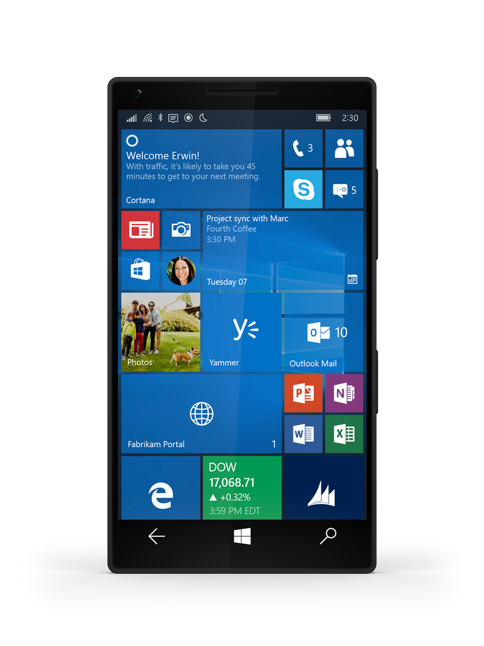 2:30
Welcome Erwin!
With traffic, it's likely to take you 45
minutes to get to your next meeting.
Cortana
3
5
Project sync with Marc
Fourth Coffee
3:30 PM
Tuesday 07
Photos
Yammer
10
Outlook Mail
Fabrikam Portal
1
DOW
17,068.71
▲ +0.32%
3:59 PM EDT